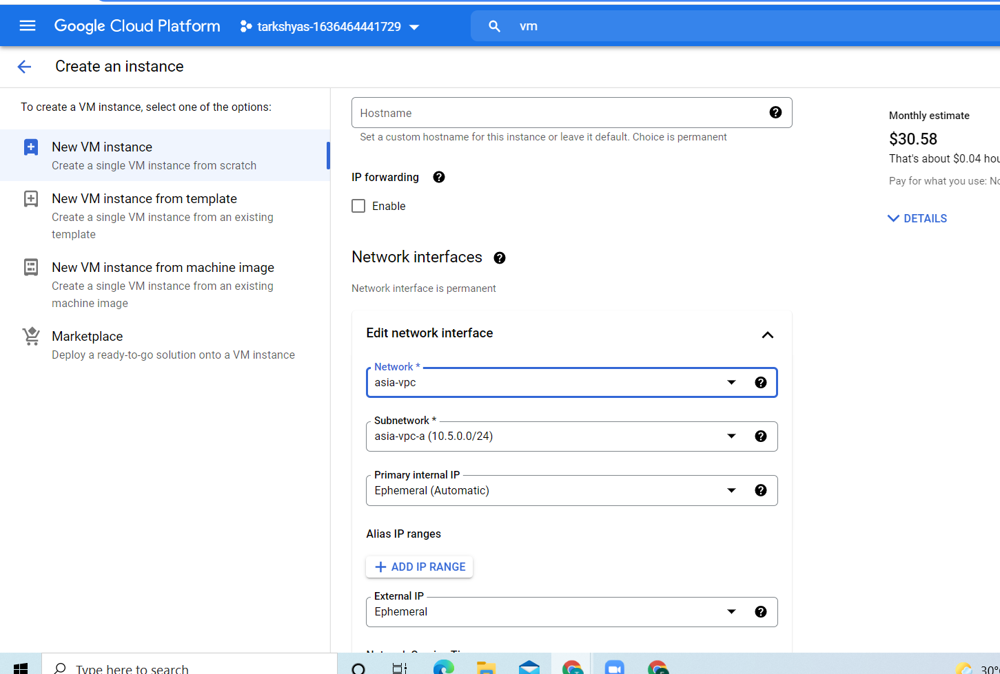 Google Cloud Platform
tarkshyas-1636464441729
vm
Create an instance
To create a VM instance, select one of the options:
New VM instance
Create a single VM instance from scratch
New VM instance from template
Create a single VM instance from an existing
template
New VM instance from machine image
Create a single VM instance from an existing
machine image
Marketplace
Deploy a ready-to-go solution onto a VM instance
Hostname
Set a custom hostname for this instance or leave it default. Choice is permanent
IP forwarding
Enable
Network interfaces
Network interface is permanent
Edit network interface
Network *
asia-vpc
Subnetwork *
asia-vpc-a (10.5.0.0/24)
Primary internal IP
Ephemeral (Automatic)
Alias IP ranges
ADD IP RANGE
External IP
Ephemeral
Monthly estimate
$30.58
That's about $0.04 hou
Pay for what you use: No
DETAILS
Type here to search
30°